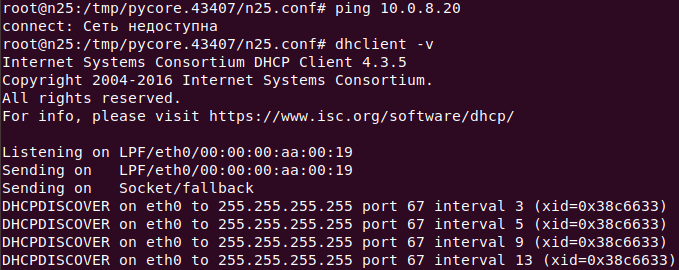 root@n25:/tmp/pycore.43407/n25.conf# ping 10.0.8.20
connect: Сеть недоступна
root@n25:/tmp/pycore.43407/n25.conf# dhclient -v
Internet Systems Consortium DHCP Client 4.3.5
Copyright 2004-2016 Internet Systems Consortium.
All rights reserved.
For info, please visit https://www.isc.org/software/dhcp/
Listening on LPF/eth0/00:00:00:aa:00:19
Sending on   LPF/eth0/00:00:00:aa:00:19
Sending on   Socket/fallback
DHCPDISCOVER on eth0 to 255.255.255.255 port 67 interval 3 (xid=0x38c6633)
DHCPDISCOVER on eth0 to 255.255.255.255 port 67 interval 5 (xid=0x38c6633)
DHCPDISCOVER on eth0 to 255.255.255.255 port 67 interval 9 (xid=0x38c6633)
DHCPDISCOVER on eth0 to 255.255.255.255 port 67 interval 13 (xid=0x38c6633)